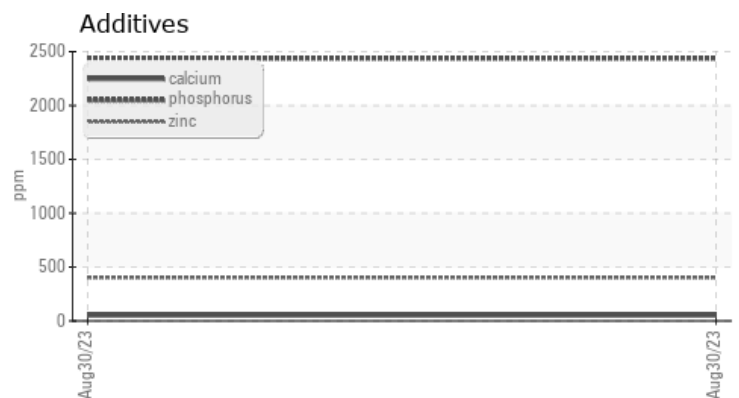 Additives
2500
2000
1500
1000
500
0
ppm
calcium
phosphorus
zinc
Aug30/23
Aug30/23